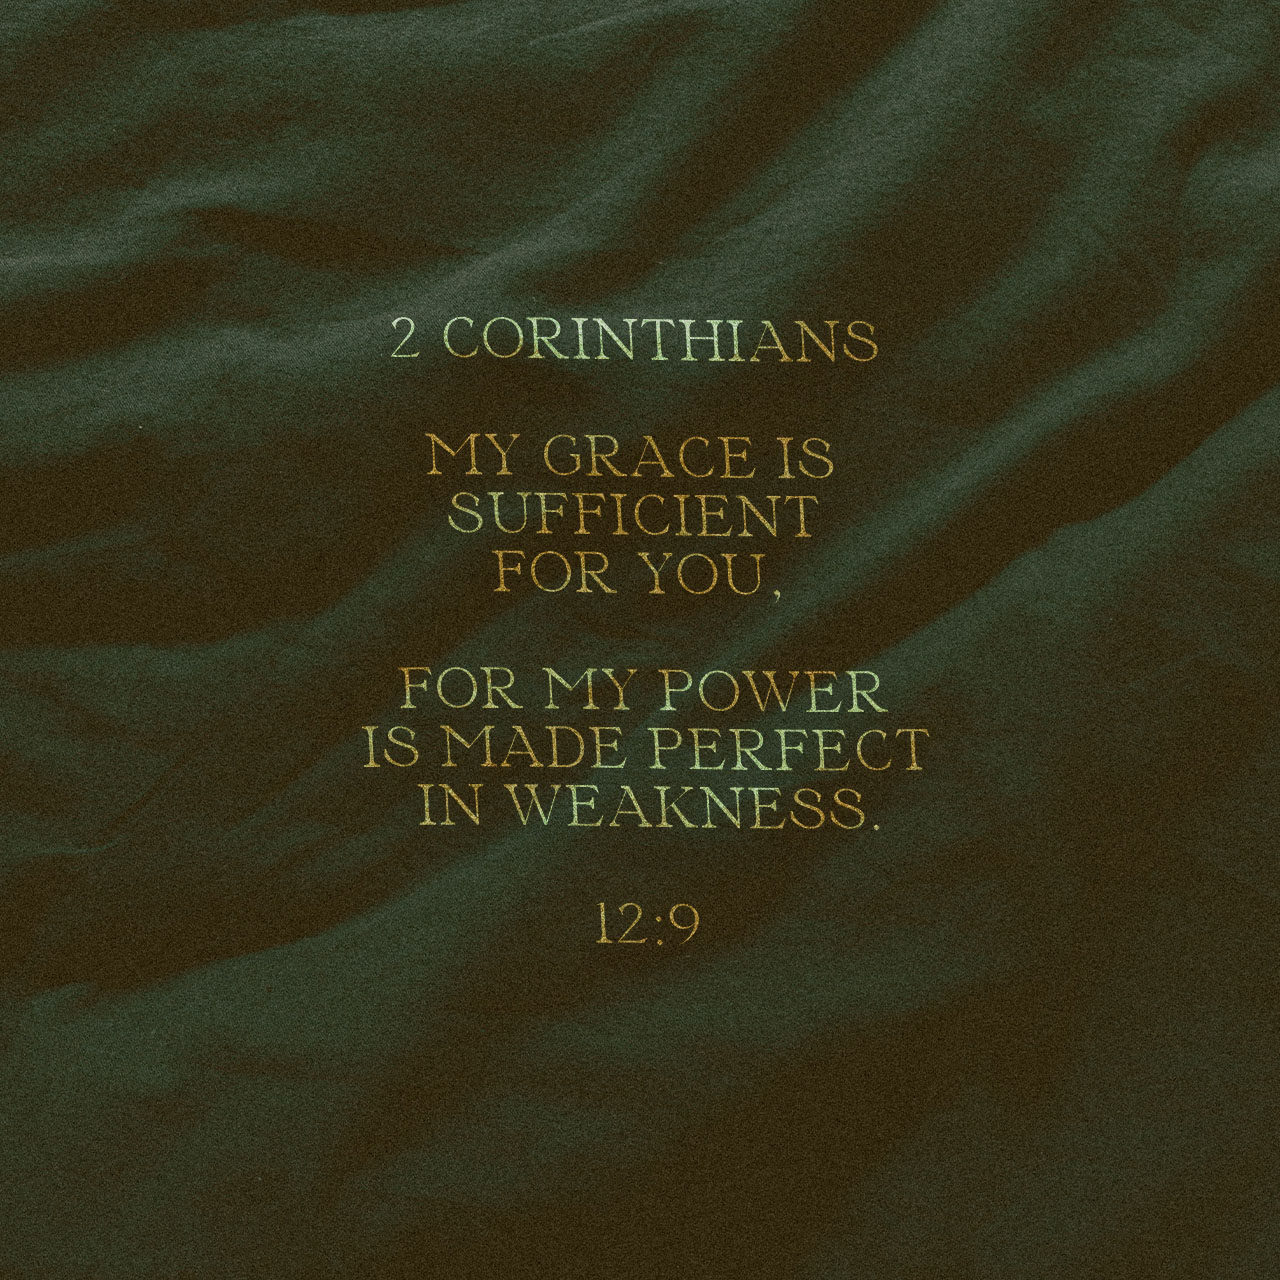 2 CORINTHIANS
MY GRACE IS
SUFFICIENT
FOR YOU,
FOR MY POWER
IS MADE PERFECT
IN WEAKNESS.
12:9